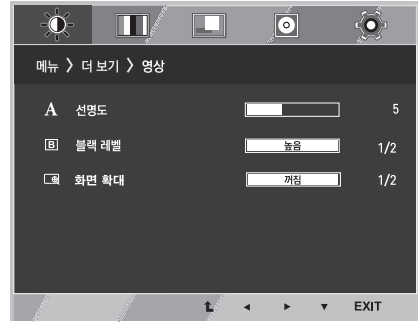 메뉴 > 더 보기 > 영상
A 선명도 5
B 블랙 레벨 높음 1/2
화면 확대 꺼짐 1/2
EXIT